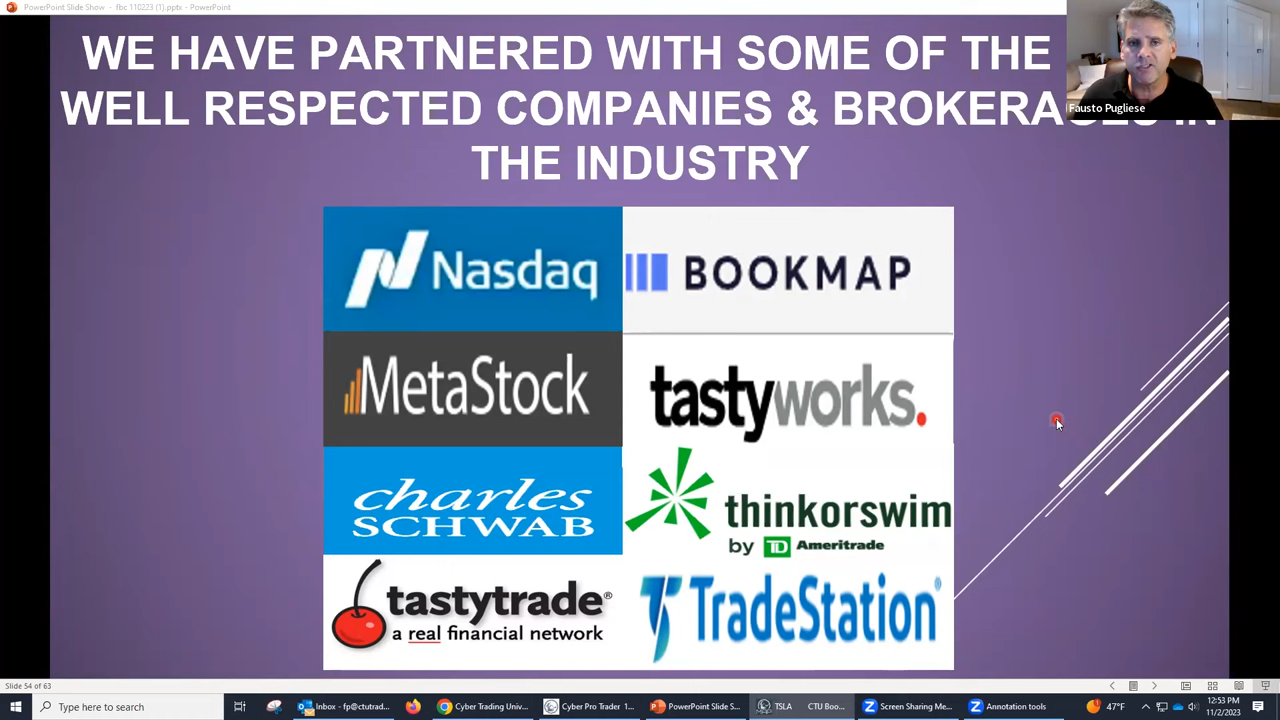 PowerPoint Slide Show - fbc 110223 (1).ppts - PowerPoint
WE HAVE PARTNERED WITH SOME OF THE
WELL RESPECTED COMPANIES & BROKERAGES IN
THE INDUSTRY
Fausto Pugliese
Nasdaq
BOOKMAP
MetaStock
tastyworks.
charles
SCHWAB
thinkorswim
by TD Ameritrade
tastytrade®
a real financial network
TradeStation®
Slide 54 of 63
Type here to search
Inbox - fp@ctutrad...
Cyber Trading Univ...
Cyber Pro Trader 1...
PowerPoint Slide S...
TSLA CTU Boo...
Screen Sharing Me...
Annotation tools
47°F
12:53 PM
11/2/2023